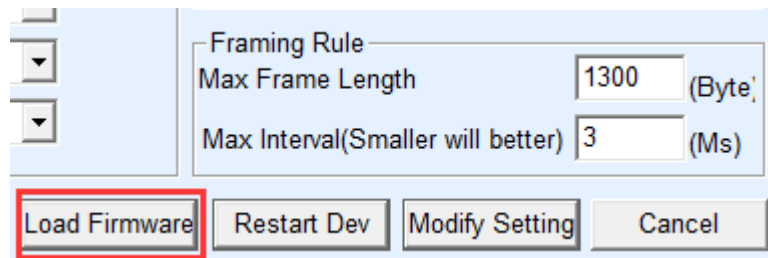 Framing Rule
Max Frame Length 1300 (Byte)
Max Interval(Smaller will better) 3 (Ms)
Load Firmware Restart Dev Modify Setting Cancel